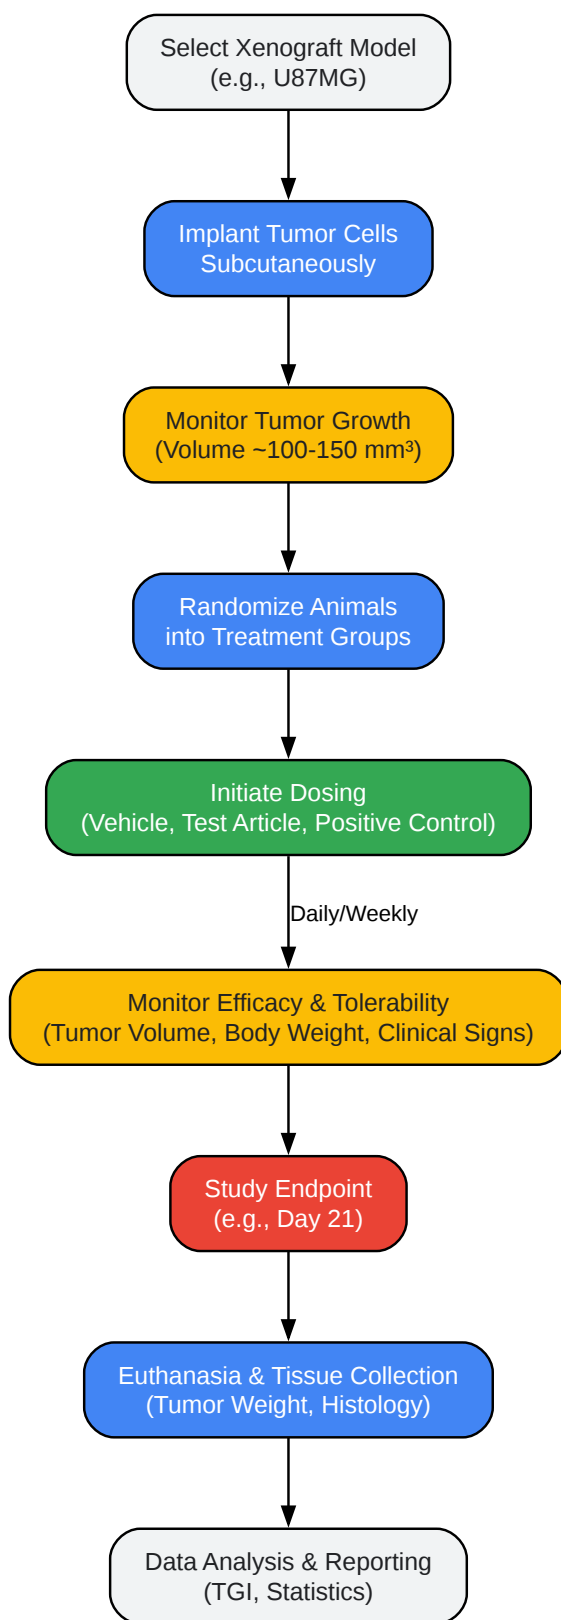 Select Xenograft Model
(e.g., U87MG)
Implant Tumor Cells
Subcutaneously
Monitor Tumor Growth
(Volume ~100-150 mm³)
Randomize Animals
into Treatment Groups
Initiate Dosing
(Vehicle, Test Article, Positive Control)
Daily/Weekly
Monitor Efficacy & Tolerability
(Tumor Volume, Body Weight, Clinical Signs)
Study Endpoint
(e.g., Day 21)
Euthanasia & Tissue Collection
(Tumor Weight, Histology)
Data Analysis & Reporting
(TGI, Statistics)